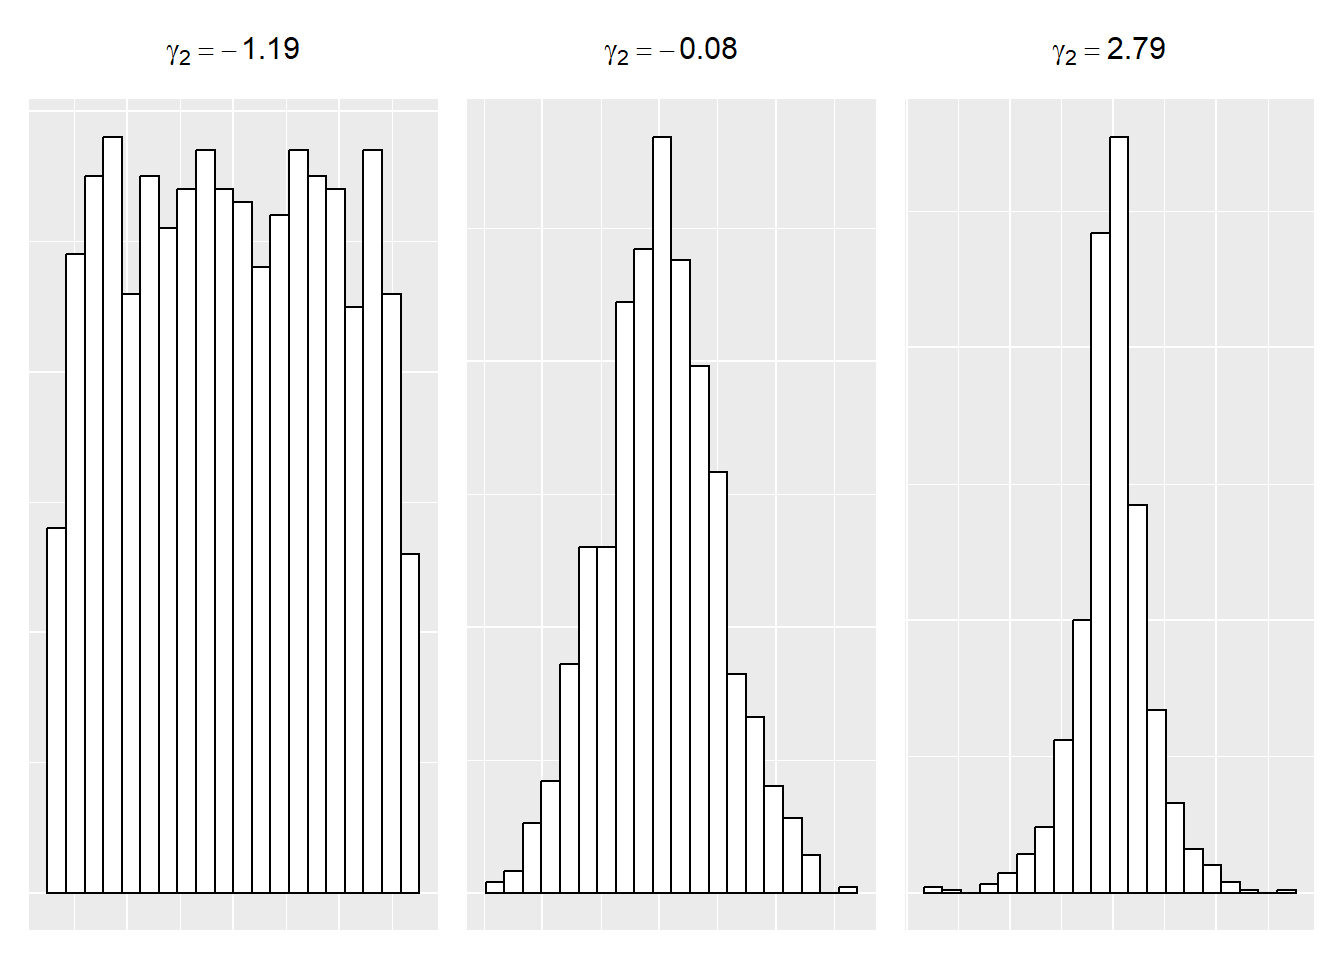 γ₂ = −1.19
γ₂ = −0.08
γ₂ = 2.79